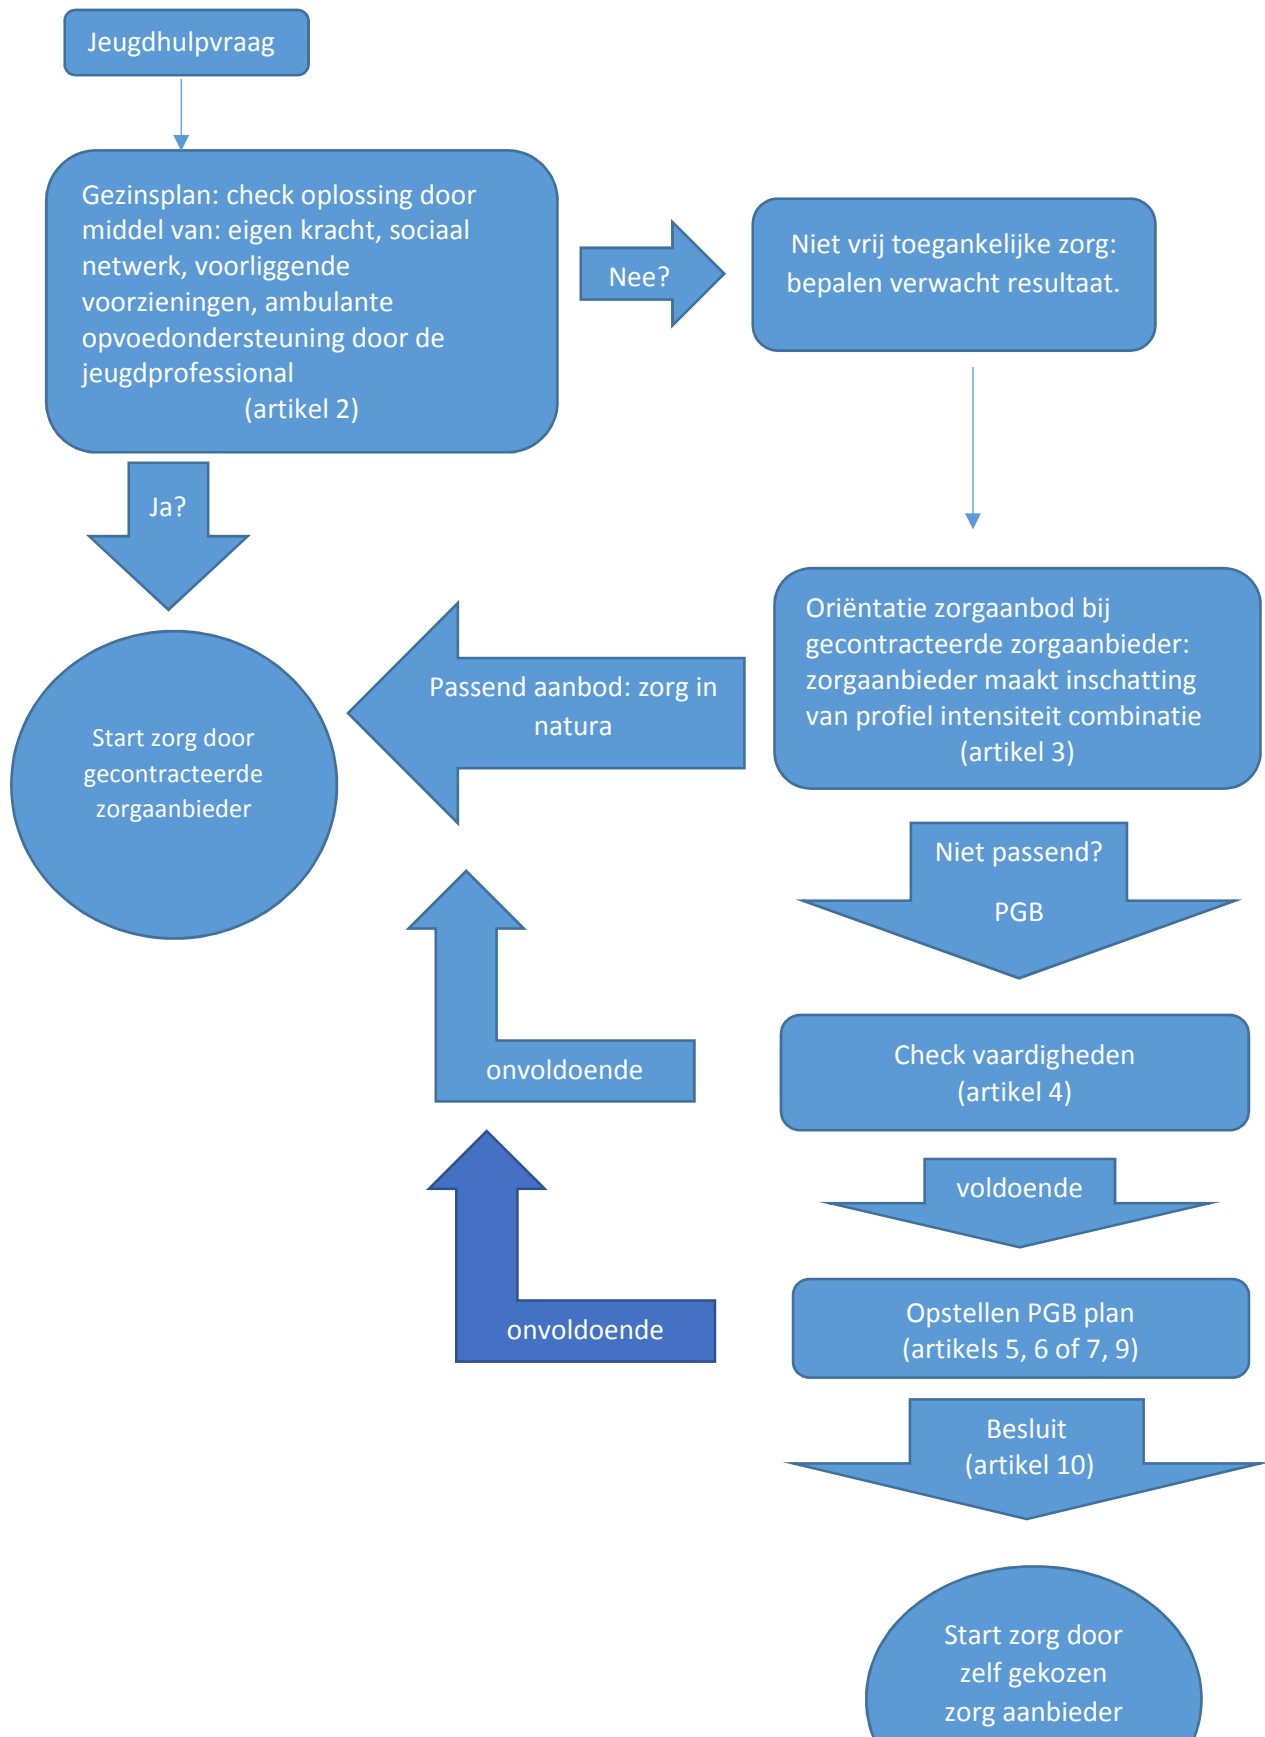 Jeugdhulpvraag
Gezinsplan: check oplossing door
middel van: eigen kracht, sociaal
netwerk, voorliggende
voorzieningen, ambulante
opvoedondersteuning door de
jeugdprofessional
(artikel 2)
Nee?
Niet vrij toegankelijke zorg:
bepalen verwacht resultaat.
Ja?
Oriëntatie zorgaanbod bij
gecontracteerde zorgaanbieder:
zorgaanbieder maakt inschatting
van profiel intensiteit combinatie
(artikel 3)
Passend aanbod: zorg in
natura
Start zorg door
gecontracteerde
zorgaanbieder
Niet passend?
PGB
Check vaardigheden
(artikel 4)
onvoldoende
voldoende
Opstellen PGB plan
(artikels 5, 6 of 7, 9)
onvoldoende
Besluit
(artikel 10)
Start zorg door
zelf gekozen
zorg aanbieder